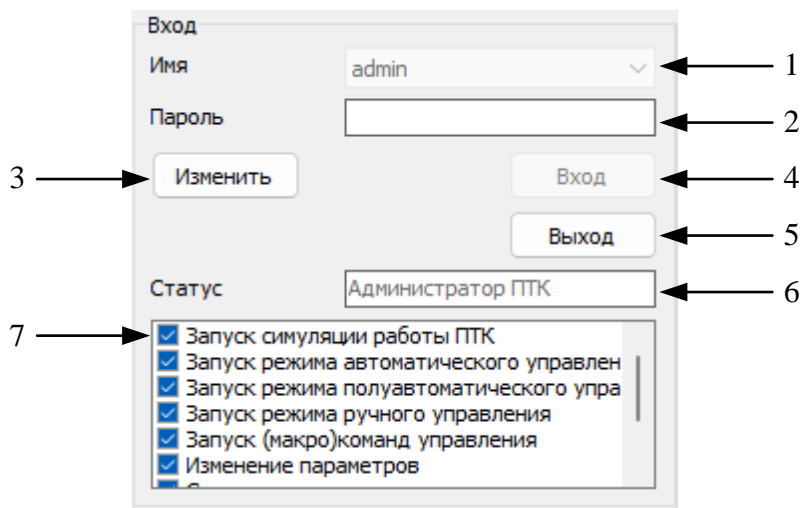 Вход
Имя
admin
1
Пароль
2
3
Изменить
Вход
4
Выход
5
Статус
Администратор ПТК
6
7
Запуск симуляции работы ПТК
Запуск режима автоматического управлен
Запуск режима полуавтоматического упра
Запуск режима ручного управления
Запуск (макро)команд управления
Изменение параметров